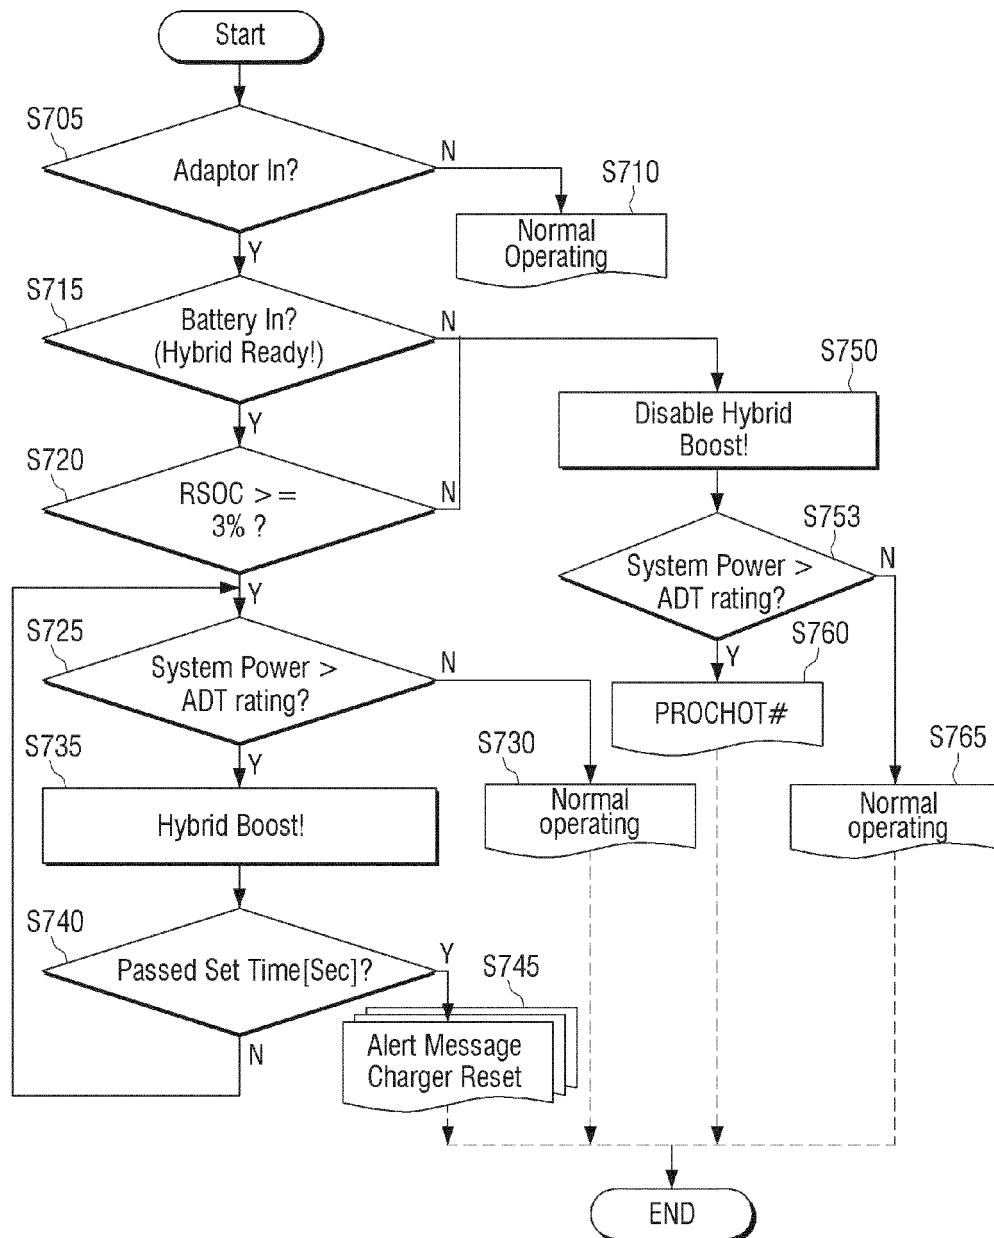 Start
S705
Adaptor In?
N
Y
S710
Normal
Operating
S715
Battery In?
(Hybrid Ready!)
N
Y
S750
Disable Hybrid
Boost!
S720
RSOC > =
3% ?
N
Y
S753
System Power >
ADT rating?
N
Y
S725
System Power >
ADT rating?
N
Y
S760
PROCHOT#
S730
Normal
operating
S765
Normal
operating
S735
Hybrid Boost!
S740
Passed Set Time[Sec]?
Y
N
S745
Alert Message
Charger Reset
END